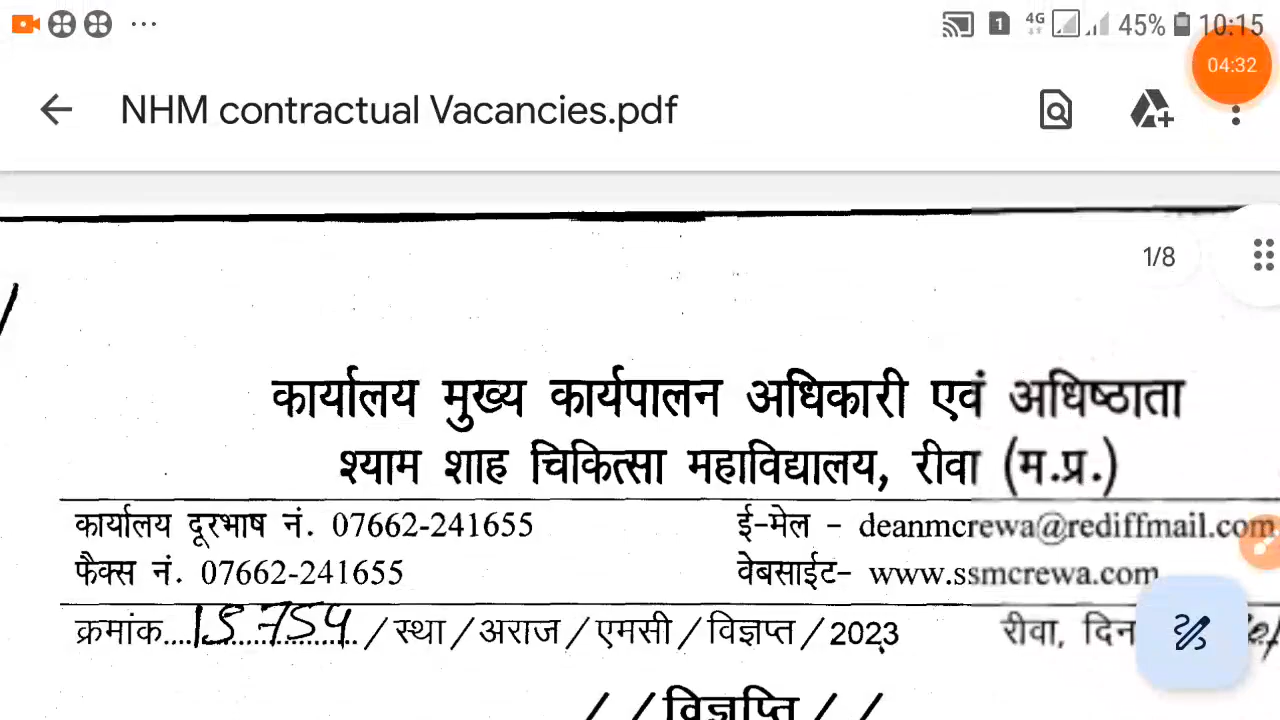 45% 10:15
4G
1
04:32
NHM contractual Vacancies.pdf
1/8
कार्यालय मुख्य कार्यपालन अधिकारी एवं अधिष्ठाता
श्याम शाह चिकित्सा महाविद्यालय, रीवा (म.प्र.)
कार्यालय दूरभाष नं. 07662-241655 ई-मेल - deanmcrewa@rediffmail.com
फैक्स नं. 07662-241655 वेबसाईट- www.ssmcrewa.com
क्रमांक....15754..../स्था/अराज/एमसी/विज्ञप्त/2023 रीवा,
//विज्ञप्ति//